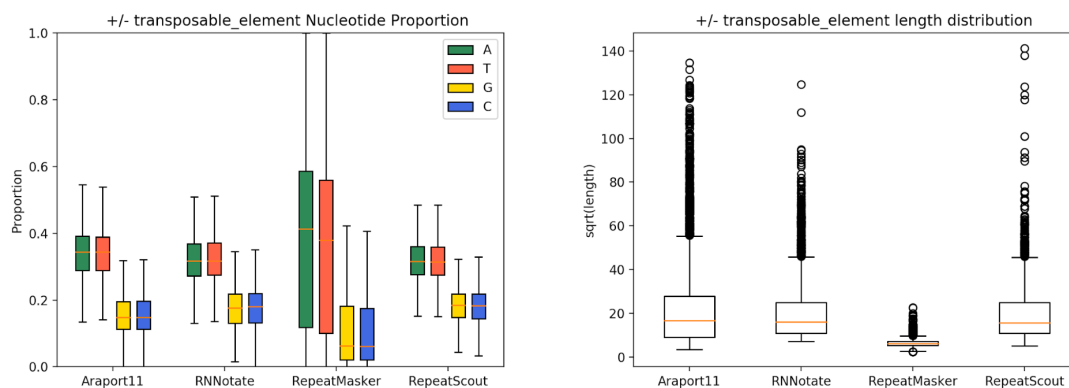 +/- transposable_element Nucleotide Proportion
1.0
0.8
0.6
0.4
0.2
0.0
Proportion
A
T
G
C
Araport11
RNNotate
RepeatMasker
RepeatScout
+/- transposable_element length distribution
140
120
100
80
60
40
20
0
sqrt(length)
Araport11
RNNotate
RepeatMasker
RepeatScout